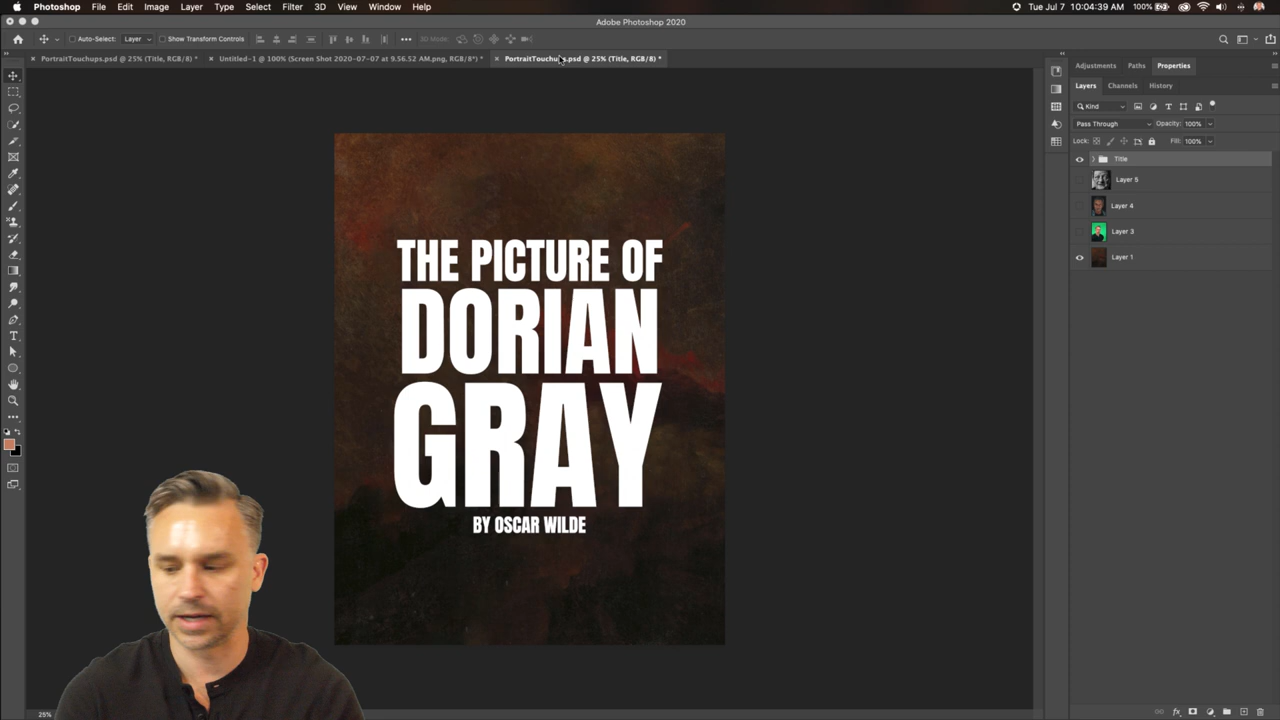 Photoshop File Edit Image Layer Type Select Filter 3D View Window Help Tue Jul 7 10:04:39 AM 100%
Adobe Photoshop 2020
Auto-Select: Layer Show Transform Controls 3D Mode:
PortraitTouchups.psd @ 25% (Title, RGB/8) * Untitled-1 @ 100% (Screen Shot 2020-07-07 at 9.56.52 AM.png, RGB/8*) * PortraitTouchups.psd @ 25% (Title, RGB/8) *
Adjustments Paths Properties
Layers Channels History
Kind
Pass Through Opacity: 100%
Lock: Fill: 100%
Title
Layer 5
Layer 4
Layer 3
Layer 1
THE PICTURE OF
DORIAN
GRAY
BY OSCAR WILDE
25%